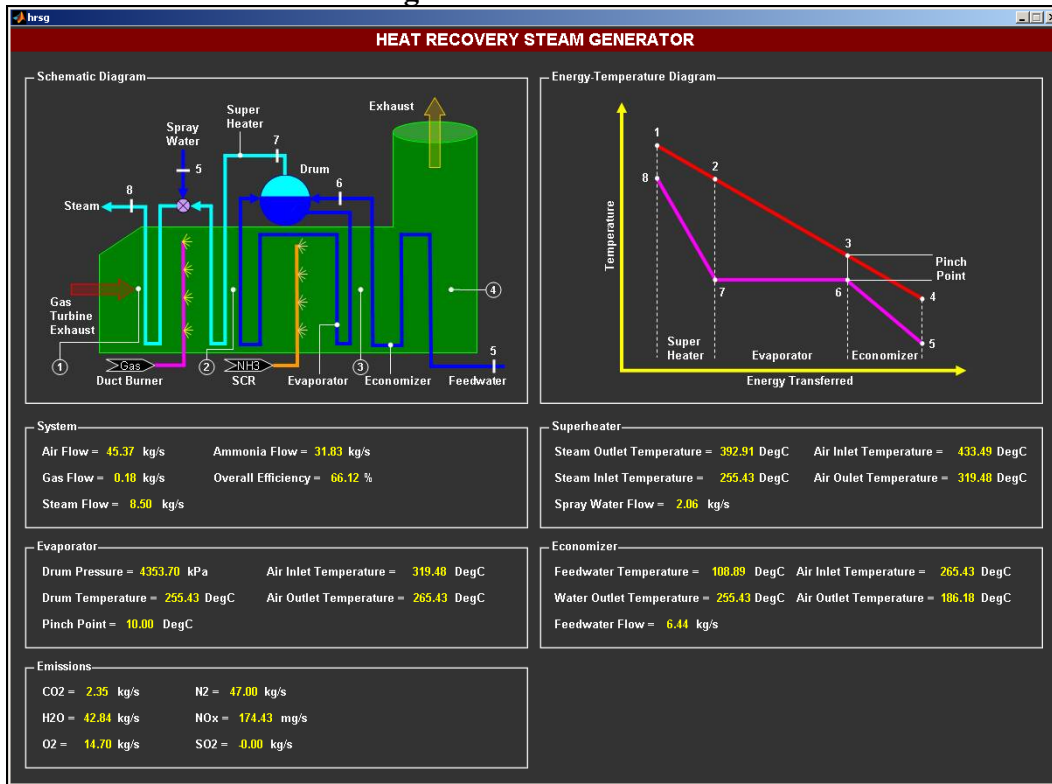 hrsg
HEAT RECOVERY STEAM GENERATOR
Schematic Diagram
Exhaust
Super
Heater
Spray
Water
7
Drum
5
6
8
Steam
Gas
Turbine
Exhaust
4
1
Gas
2
NH3
3
5
Duct Burner
SCR
Evaporator
Economizer
Feedwater
Energy-Temperature Diagram
Temperature
1
2
8
3
Pinch
Point
7
6
4
5
Super
Heater
Evaporator
Economizer
Energy Transferred
System
Air Flow = 45.37 kg/s Ammonia Flow = 31.83 kg/s
Gas Flow = 0.18 kg/s Overall Efficiency = 66.12 %
Steam Flow = 8.50 kg/s
Superheater
Steam Outlet Temperature = 392.91 DegC Air Inlet Temperature = 433.49 DegC
Steam Inlet Temperature = 255.43 DegC Air Oulet Temperature = 319.48 DegC
Spray Water Flow = 2.06 kg/s
Evaporator
Drum Pressure = 4353.70 kPa Air Inlet Temperature = 319.48 DegC
Drum Temperature = 255.43 DegC Air Outlet Temperature = 265.43 DegC
Pinch Point = 10.00 DegC
Economizer
Feedwater Temperature = 108.89 DegC Air Inlet Temperature = 265.43 DegC
Water Outlet Temperature = 255.43 DegC Air Outlet Temperature = 186.18 DegC
Feedwater Flow = 6.44 kg/s
Emissions
CO2 = 2.35 kg/s N2 = 47.00 kg/s
H2O = 42.84 kg/s NOx = 174.43 mg/s
O2 = 14.70 kg/s SO2 = -0.00 kg/s